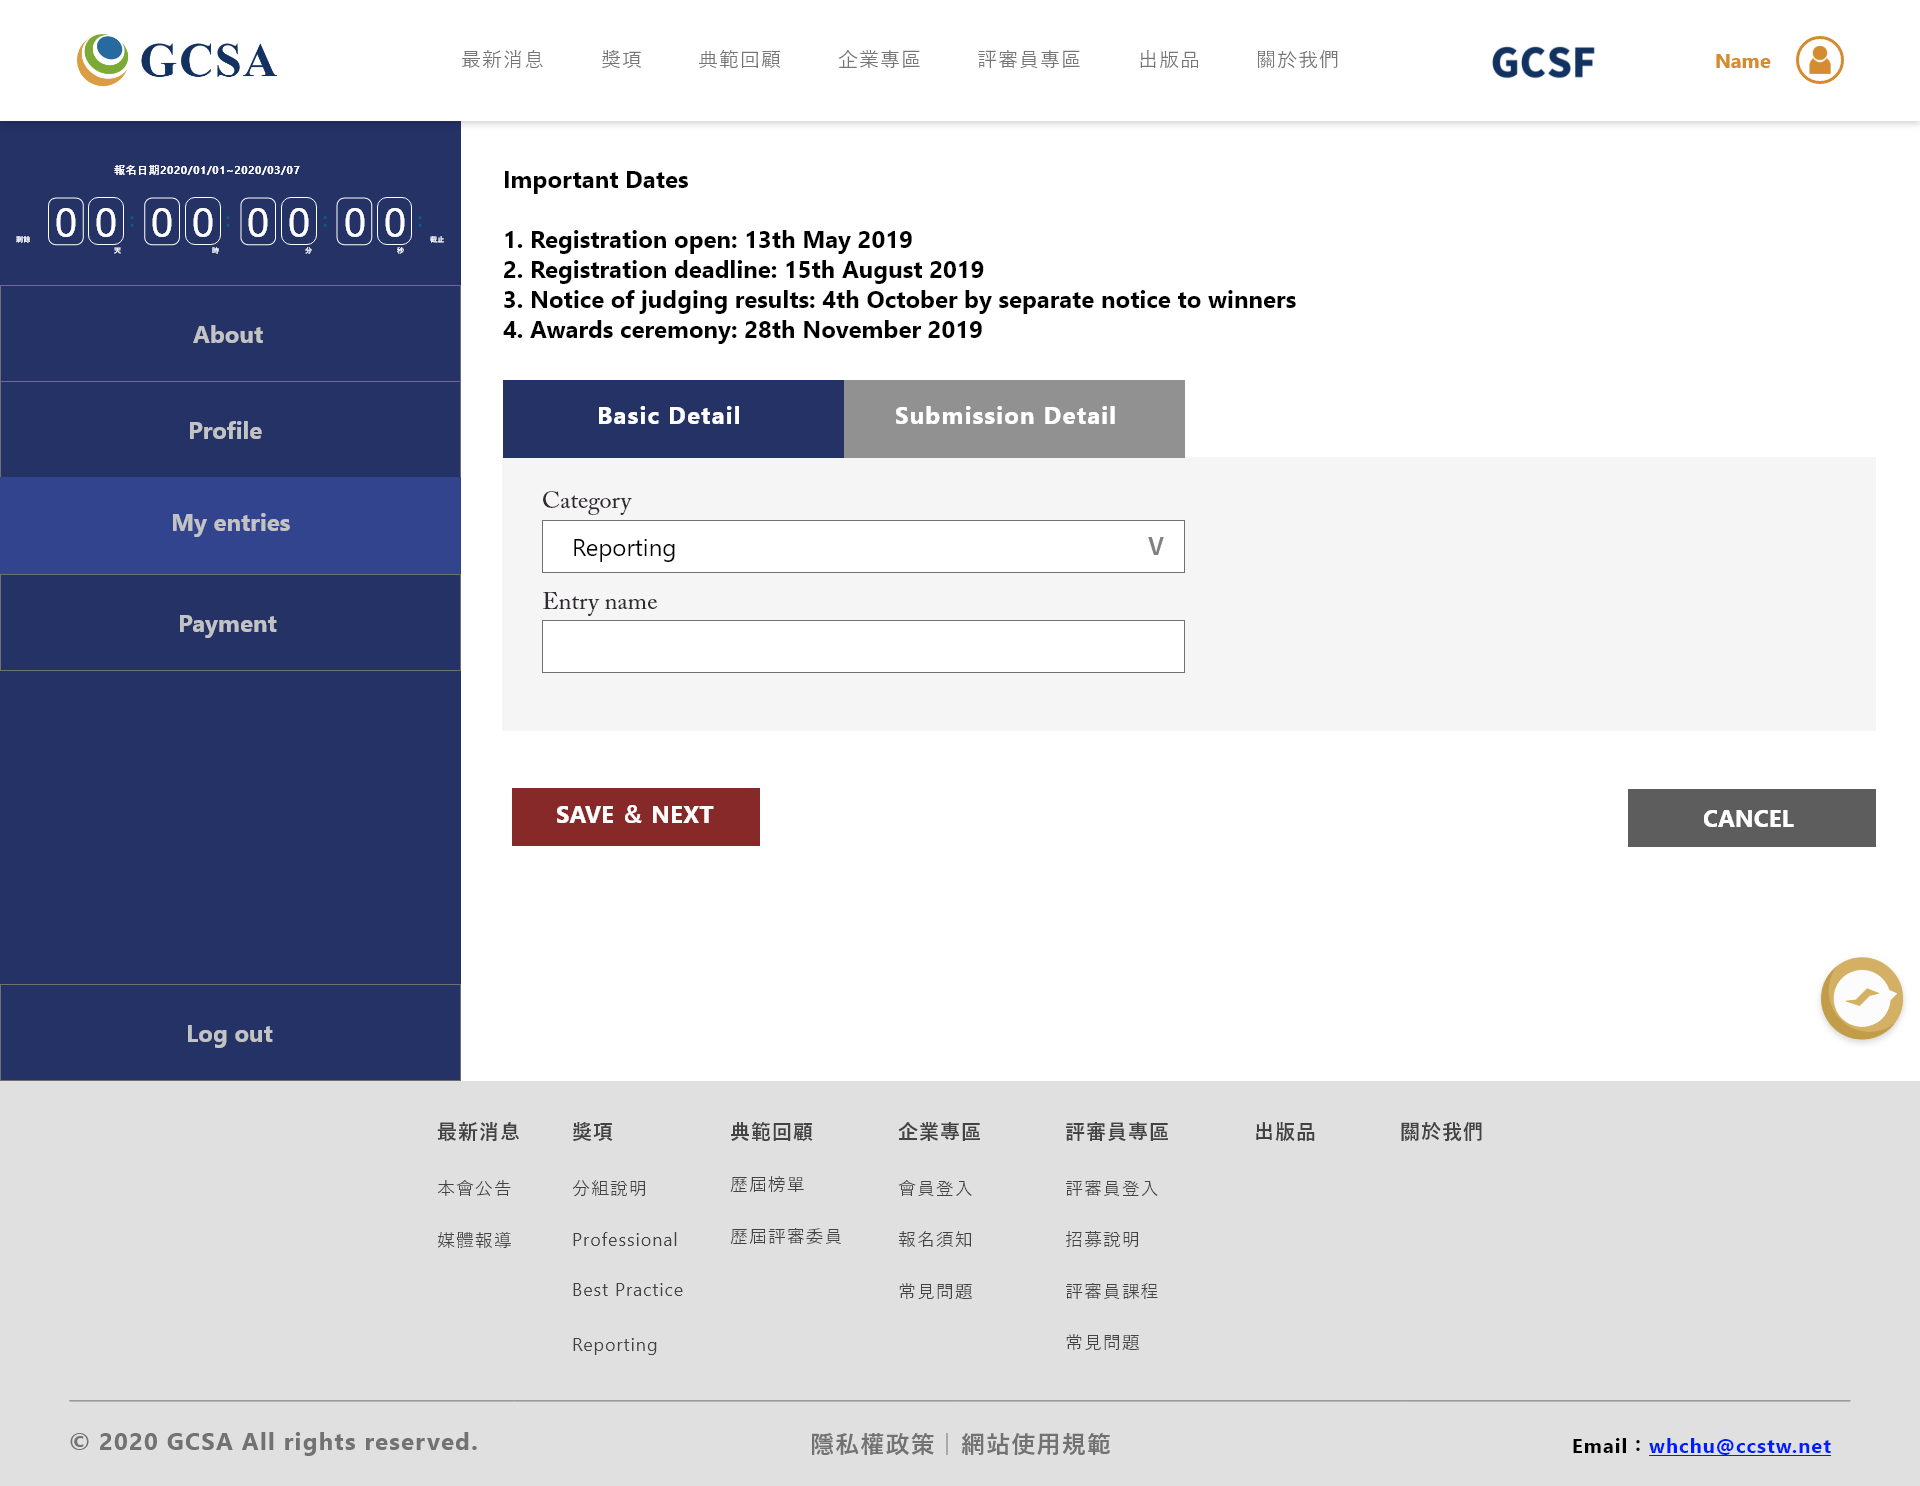 GCSA
最新消息 獎項 典範回顧 企業專區 評審員專區 出版品 關於我們
GCSF
Name
報名日期2020/01/01~2020/03/07
剩餘 00 : 00 : 00 : 00 : 截止
天 時 分 秒
About
Profile
My entries
Payment
Log out
Important Dates
1. Registration open: 13th May 2019
2. Registration deadline: 15th August 2019
3. Notice of judging results: 4th October by separate notice to winners
4. Awards ceremony: 28th November 2019
Basic Detail Submission Detail
Category
Reporting V
Entry name
SAVE & NEXT CANCEL
最新消息 獎項 典範回顧 企業專區 評審員專區 出版品 關於我們
本會公告 分組說明 歷屆榜單 會員登入 評審員登入
媒體報導 Professional 歷屆評審委員 報名須知 招募說明
Best Practice 常見問題 評審員課程
Reporting 常見問題
© 2020 GCSA All rights reserved. 隱私權政策｜網站使用規範 Email：whchu@ccstw.net